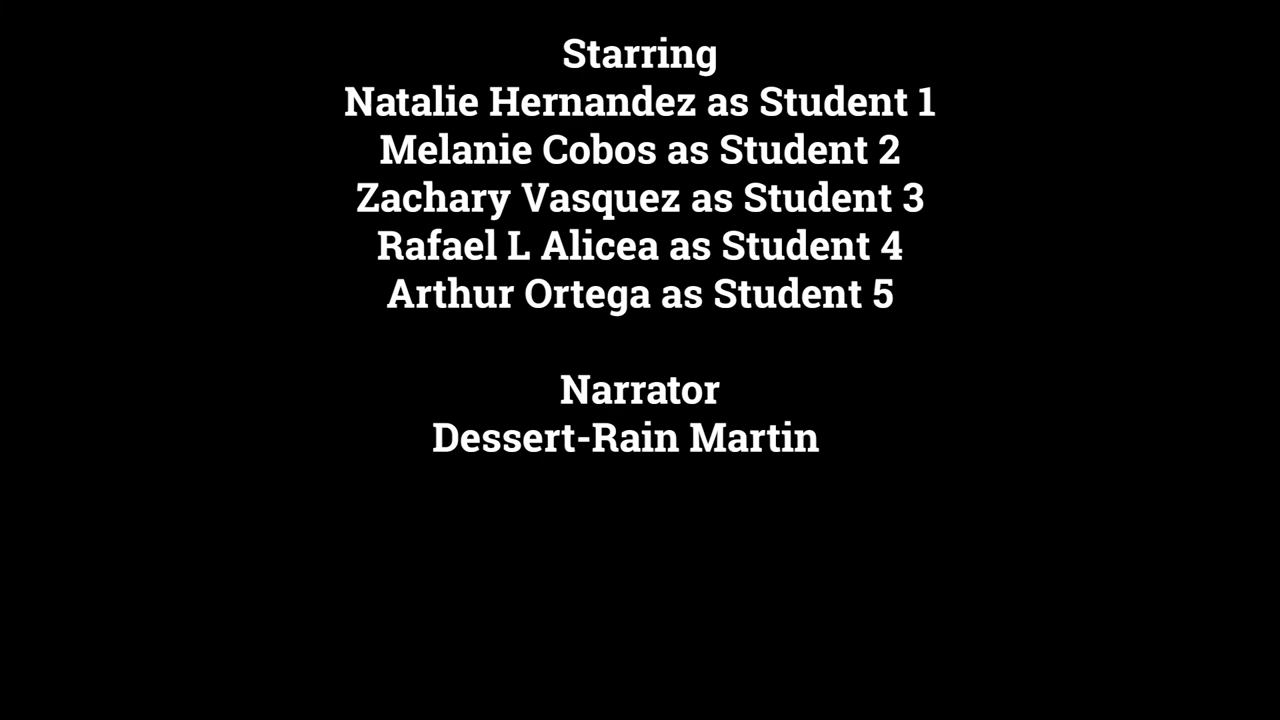 Starring
Natalie Hernandez as Student 1
Melanie Cobos as Student 2
Zachary Vasquez as Student 3
Rafael L Alicea as Student 4
Arthur Ortega as Student 5
Narrator
Dessert-Rain Martin